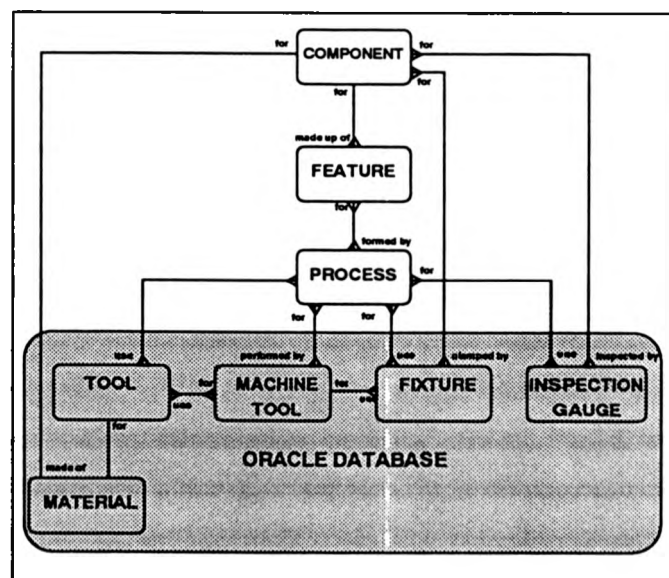 for
COMPONENT
for
for
for
made up of
FEATURE
for
formed by
PROCESS
for
for
for
use
performed by
use
clamped by
use
inspected by
TOOL
for
use
MACHINE
TOOL
for
use
FIXTURE
INSPECTION
GAUGE
for
ORACLE DATABASE
made of
MATERIAL